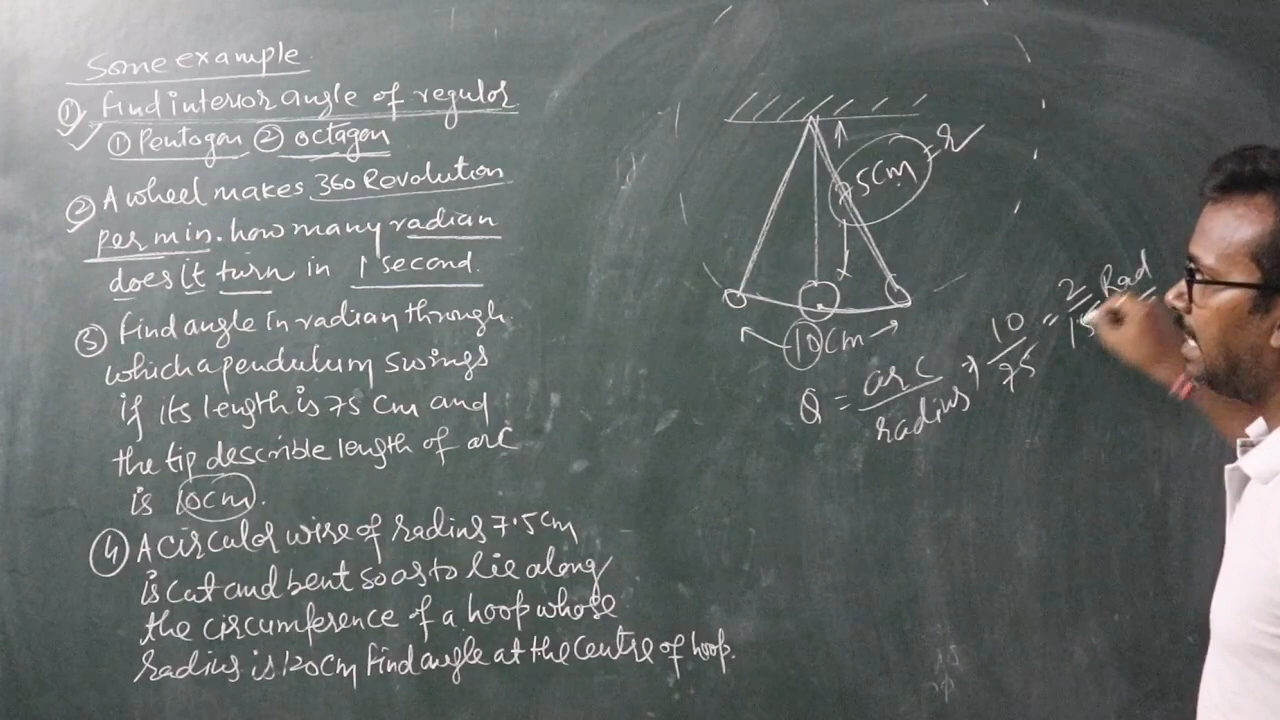 Some example
① find interior angle of regular
① Pentagon ② octagon
② A wheel makes 360 Revolution
per min. how many radian
does it turn in 1 second.
③ find angle in radian through
which a pendulum swings
if its length is 75 Cm and
the tip describle length of arc
is 10cm.
④ A circular wire of radius 7.5cm
is cut and bent so as to lie along
the circumference of a hoop whose
radius is 120cm find angle at the centre of hoop.
75cm = r
10 Cm
θ = arc / radius ⇒ 10 / 75 = 2 / 15 Rad